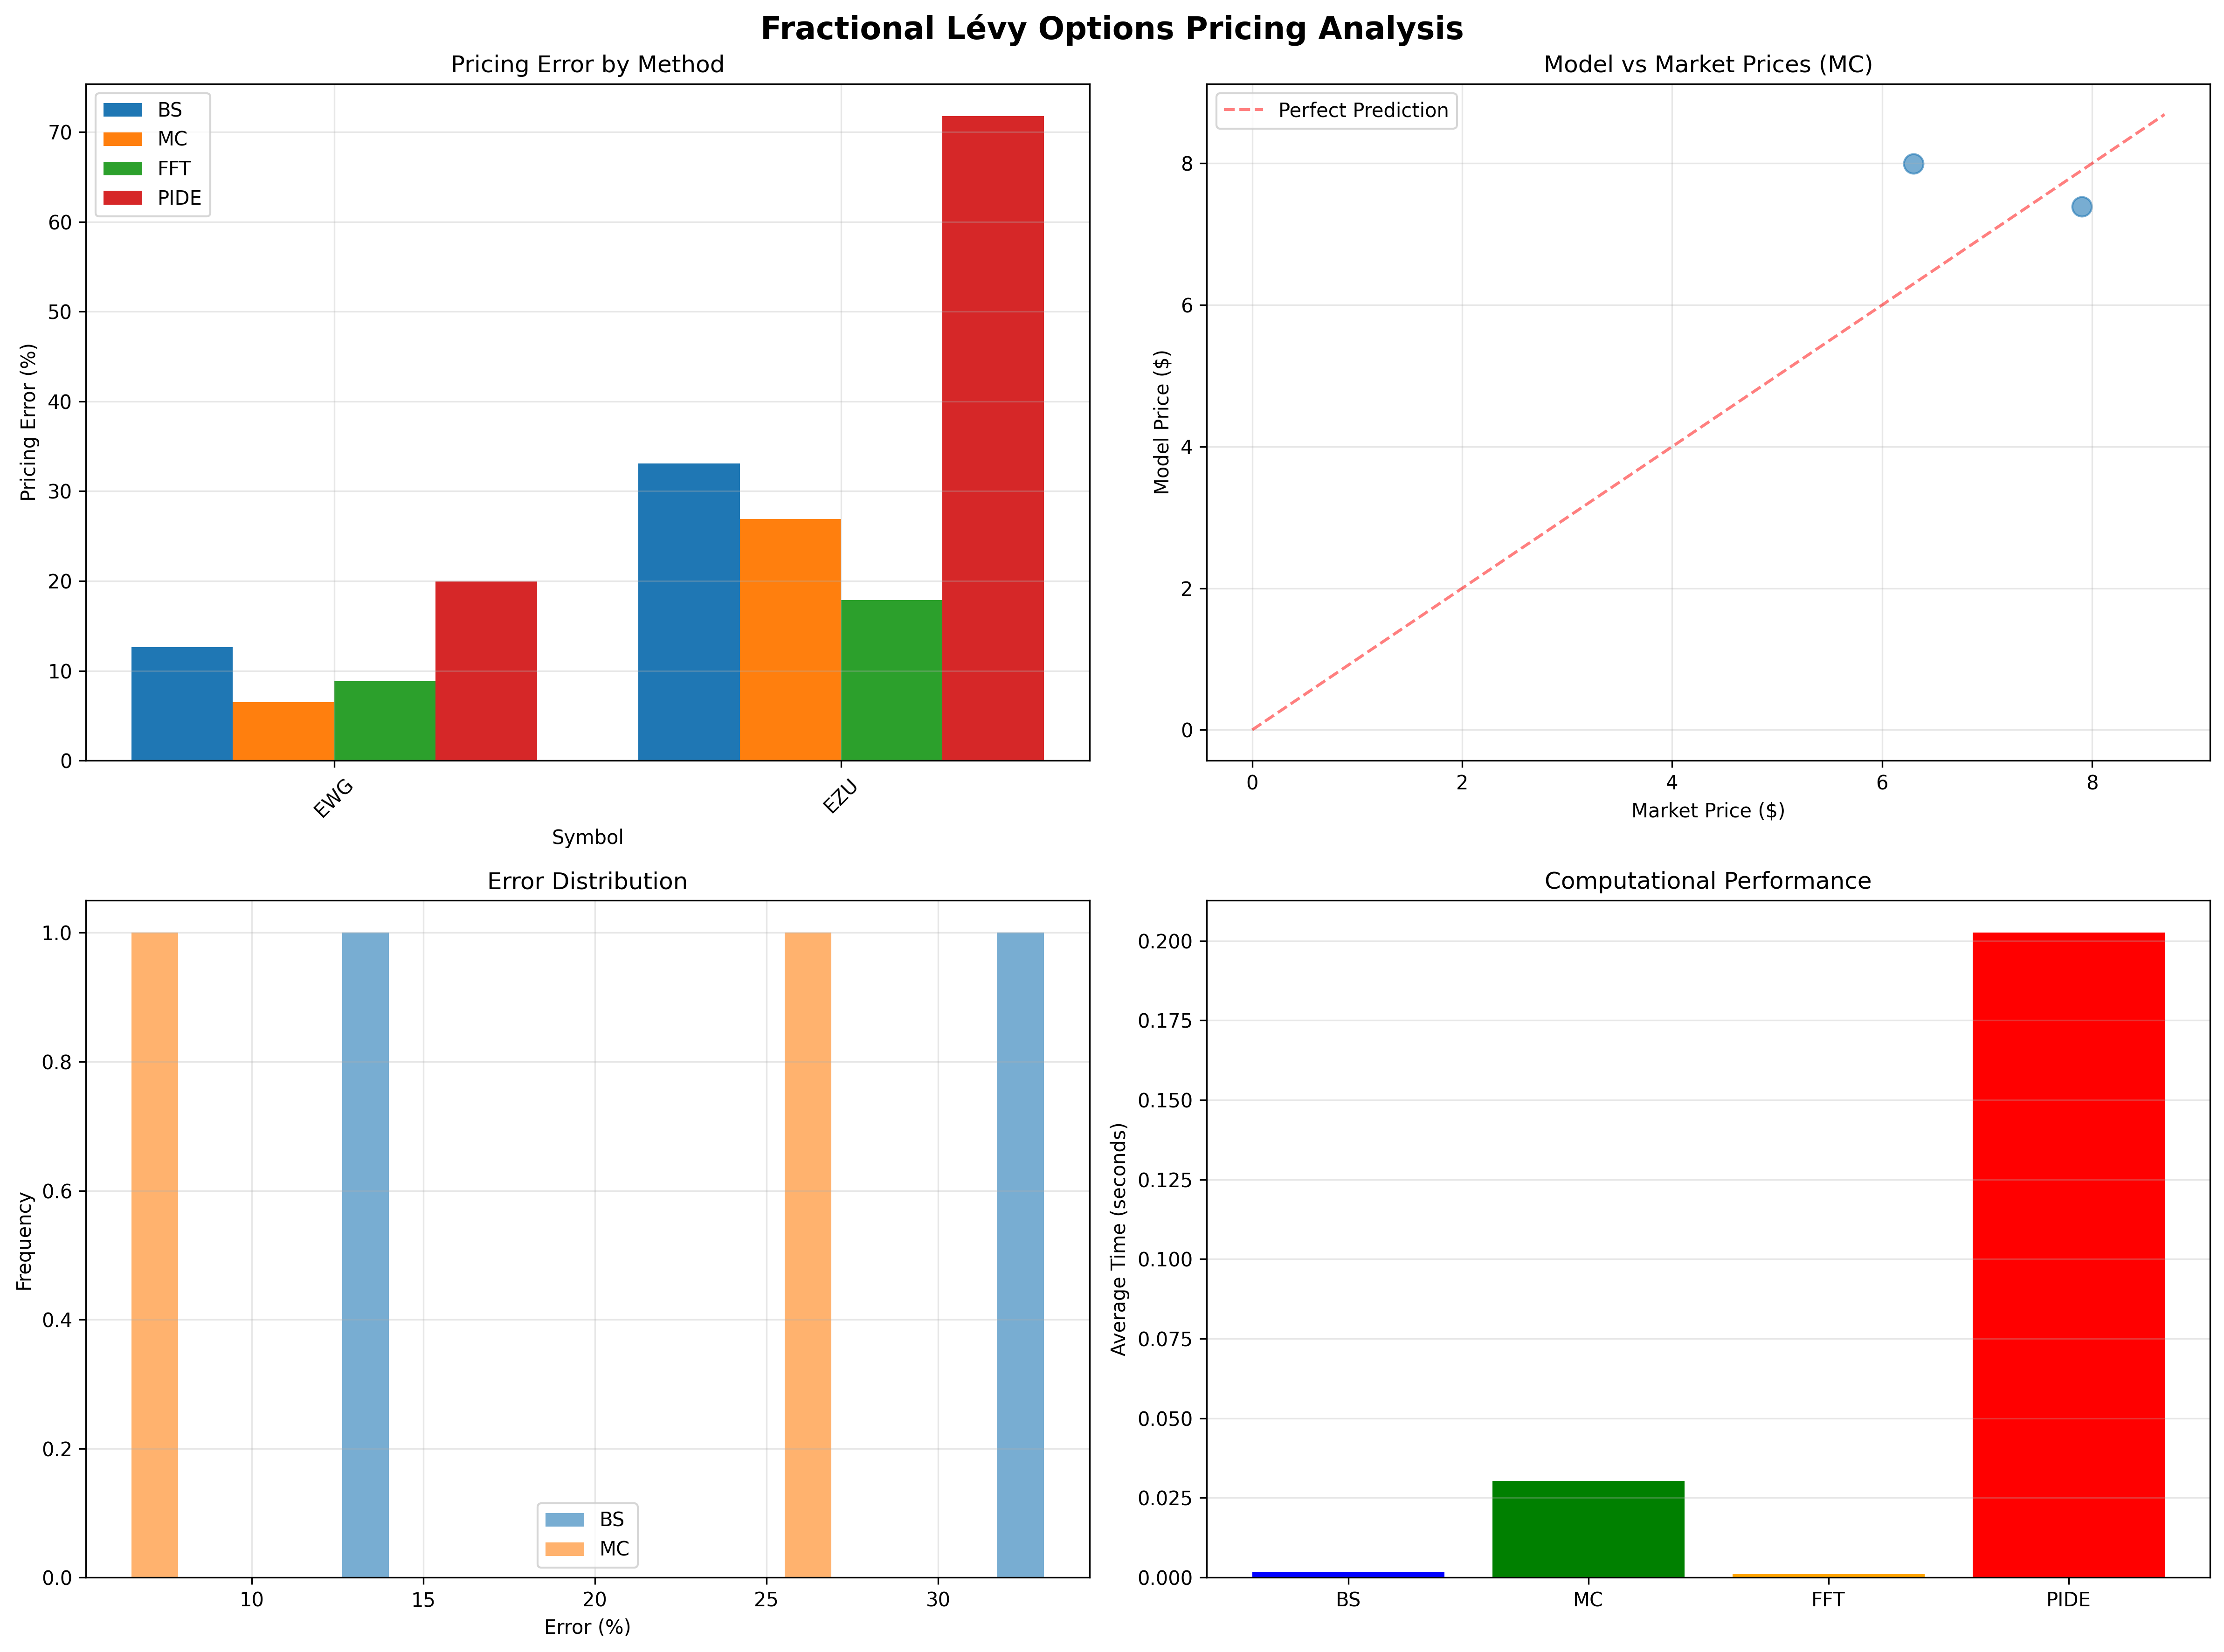 Fractional Lévy Options Pricing Analysis
Pricing Error by Method
BS
MC
FFT
PIDE
Pricing Error (%)
70
60
50
40
30
20
10
0
EWG
EZU
Symbol
Model vs Market Prices (MC)
Perfect Prediction
Model Price ($)
8
6
4
2
0
0
2
4
6
8
Market Price ($)
Error Distribution
Frequency
1.0
0.8
0.6
0.4
0.2
0.0
BS
MC
10
15
20
25
30
Error (%)
Computational Performance
Average Time (seconds)
0.200
0.175
0.150
0.125
0.100
0.075
0.050
0.025
0.000
BS
MC
FFT
PIDE